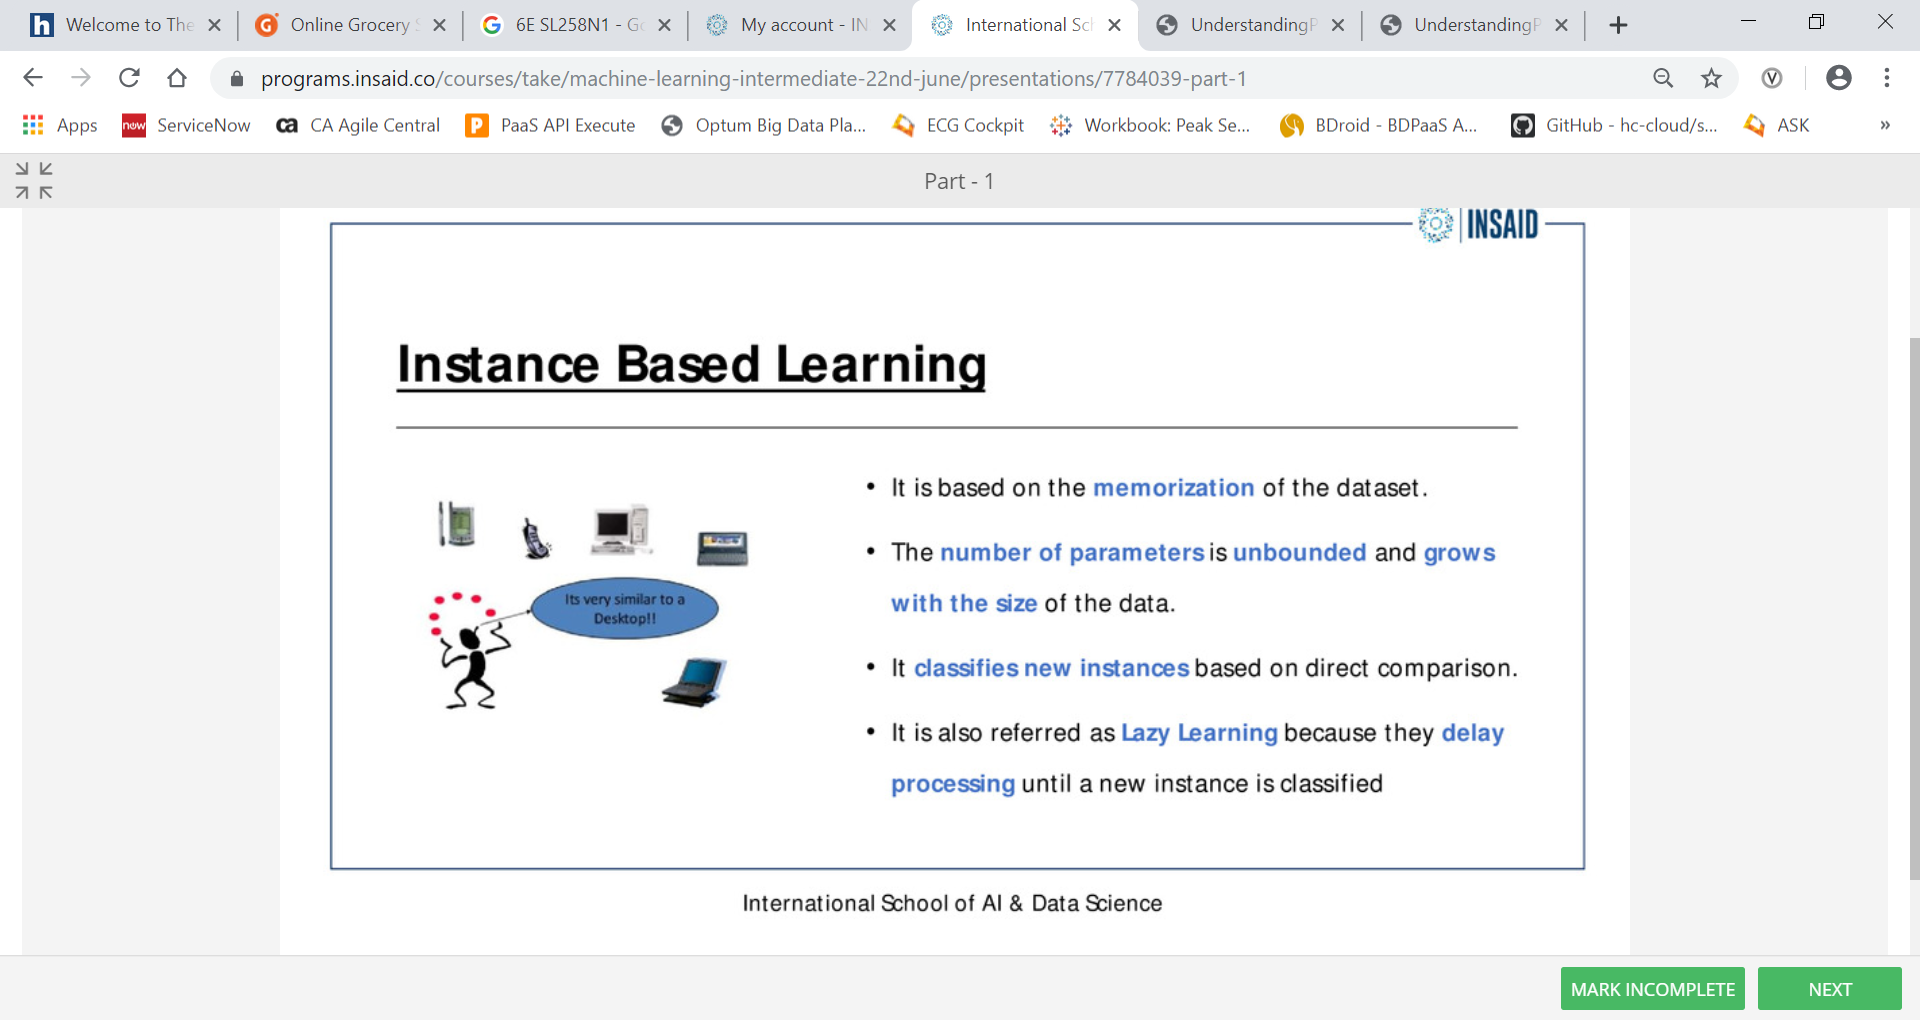 Welcome to The
Online Grocery S
6E SL258N1 - Go
My account - IN
International Sch
UnderstandingP
UnderstandingP
programs.insaid.co/courses/take/machine-learning-intermediate-22nd-june/presentations/7784039-part-1
Apps
now ServiceNow
ca CA Agile Central
P PaaS API Execute
Optum Big Data Pla...
ECG Cockpit
Workbook: Peak Se...
BDroid - BDPaaS A...
GitHub - hc-cloud/s...
ASK
»
Part - 1
INSAID
Instance Based Learning
Its very similar to a
Desktop!!
• It is based on the memorization of the dataset.
• The number of parameters is unbounded and grows
with the size of the data.
• It classifies new instances based on direct comparison.
• It is also referred as Lazy Learning because they delay
processing until a new instance is classified
International School of AI & Data Science
MARK INCOMPLETE
NEXT